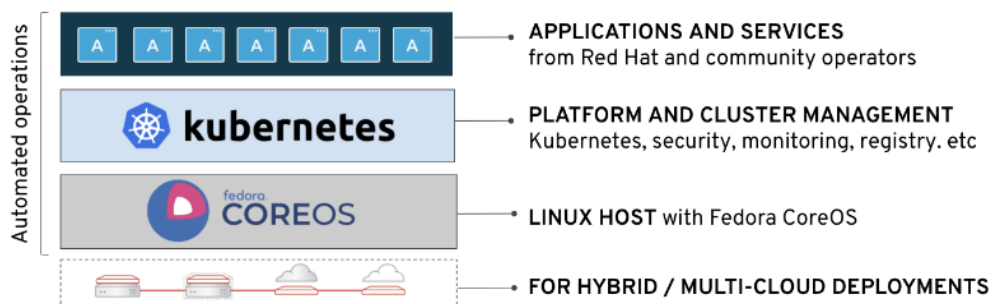 Automated operations
A A A A A A A
APPLICATIONS AND SERVICES
from Red Hat and community operators
kubernetes
PLATFORM AND CLUSTER MANAGEMENT
Kubernetes, security, monitoring, registry. etc
fedora
COREOS
LINUX HOST with Fedora CoreOS
FOR HYBRID / MULTI-CLOUD DEPLOYMENTS